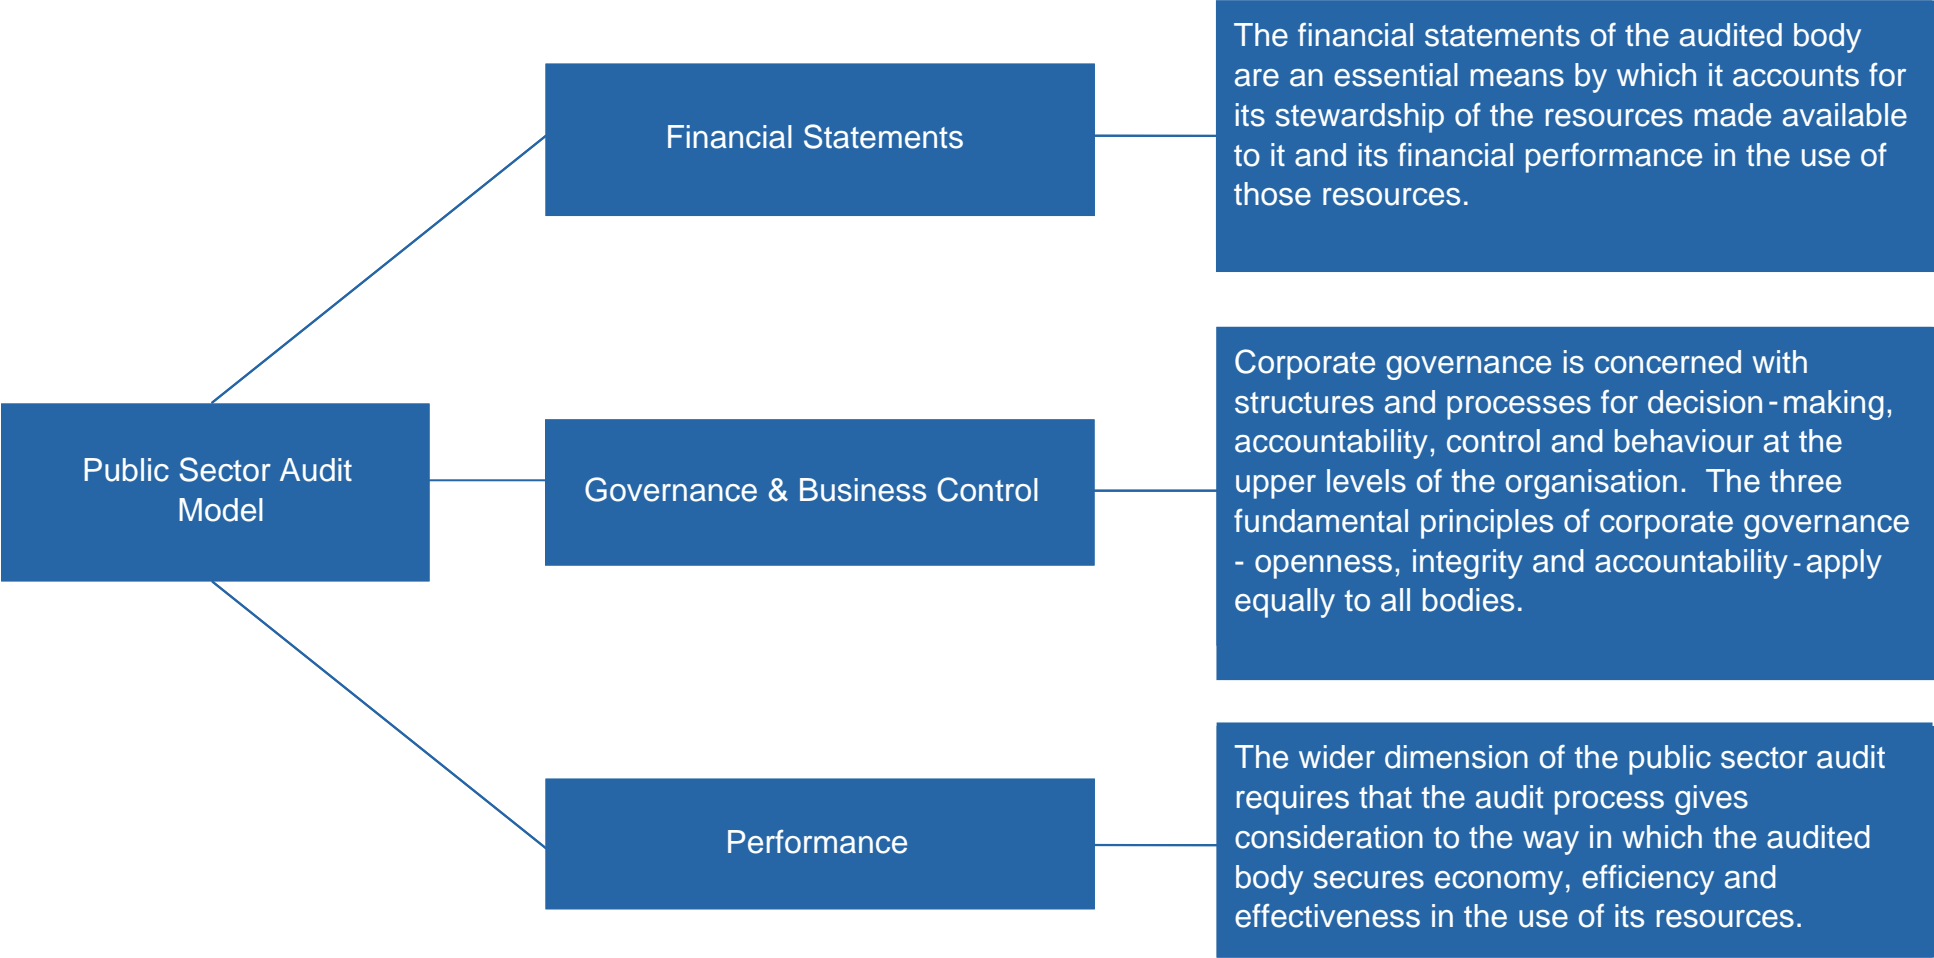 Public Sector Audit
Model
Financial Statements
The financial statements of the audited body
are an essential means by which it accounts for
its stewardship of the resources made available
to it and its financial performance in the use of
those resources.
Governance & Business Control
Corporate governance is concerned with
structures and processes for decision-making,
accountability, control and behaviour at the
upper levels of the organisation.  The three
fundamental principles of corporate governance
- openness, integrity and accountability - apply
equally to all bodies.
Performance
The wider dimension of the public sector audit
requires that the audit process gives
consideration to the way in which the audited
body secures economy, efficiency and
effectiveness in the use of its resources.